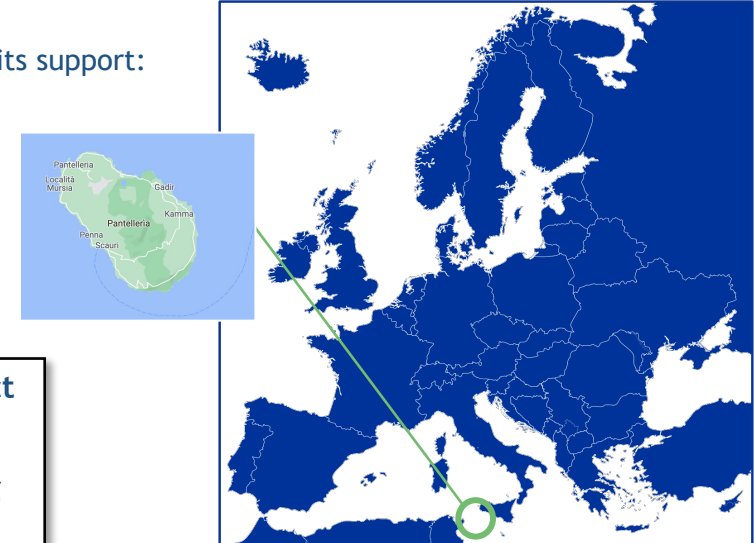 its support:
Pantelleria
Località
Mursia
Gadir
Kamma
Pantelleria
Penna
Scauri